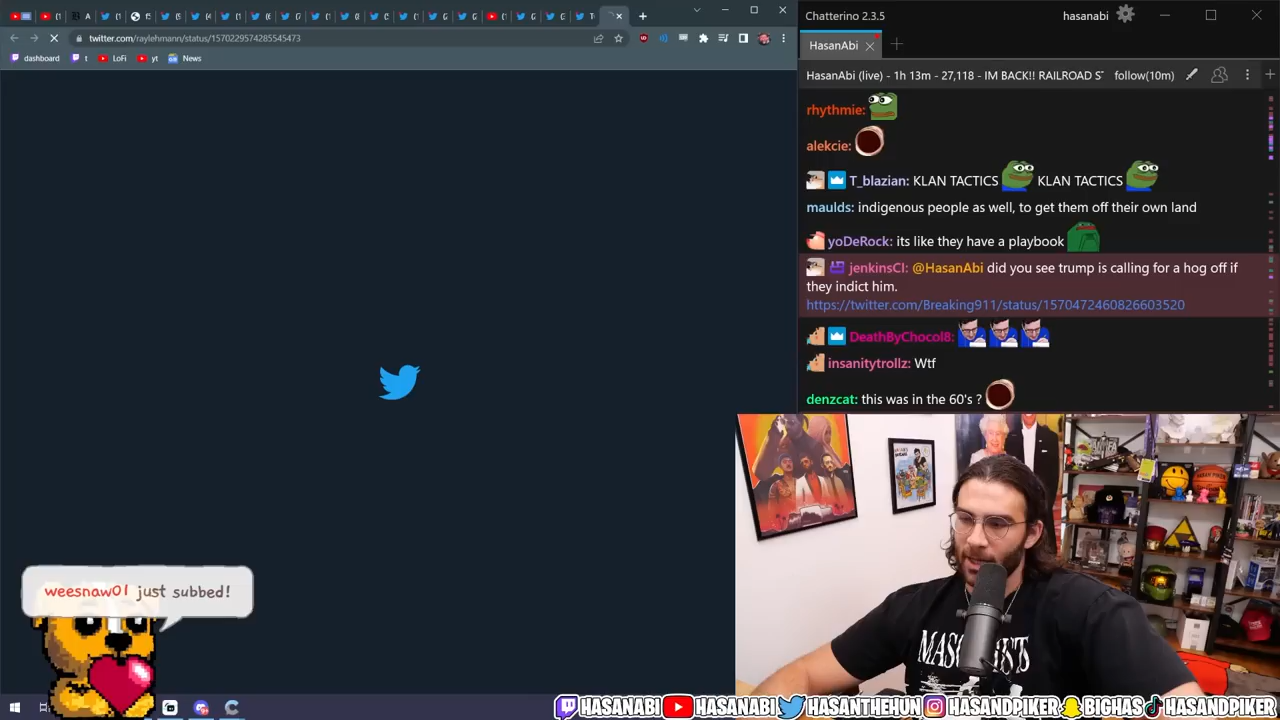 twitter.com/raylehmann/status/1570229574285545473
dashboard
t
LoFi
yt
News
Chatterino 2.3.5
hasanabi
HasanAbi
HasanAbi (live) - 1h 13m - 27,118 - IM BACK!! RAILROAD S
follow(10m)
rhythmie:
alekcie:
T_blazian: KLAN TACTICS KLAN TACTICS
maulds: indigenous people as well, to get them off their own land
yoDeRock: its like they have a playbook
jenkinsCI: @HasanAbi did you see trump is calling for a hog off if
they indict him.
https://twitter.com/Breaking911/status/1570472460826603520
DeathByChocol8:
insanitytrollz: Wtf
denzcat: this was in the 60's ?
weesnaw01 just subbed!
HASANABI HASANABI HASANTHEHUN HASANDPIKER BIGHAS HASANDPIKER